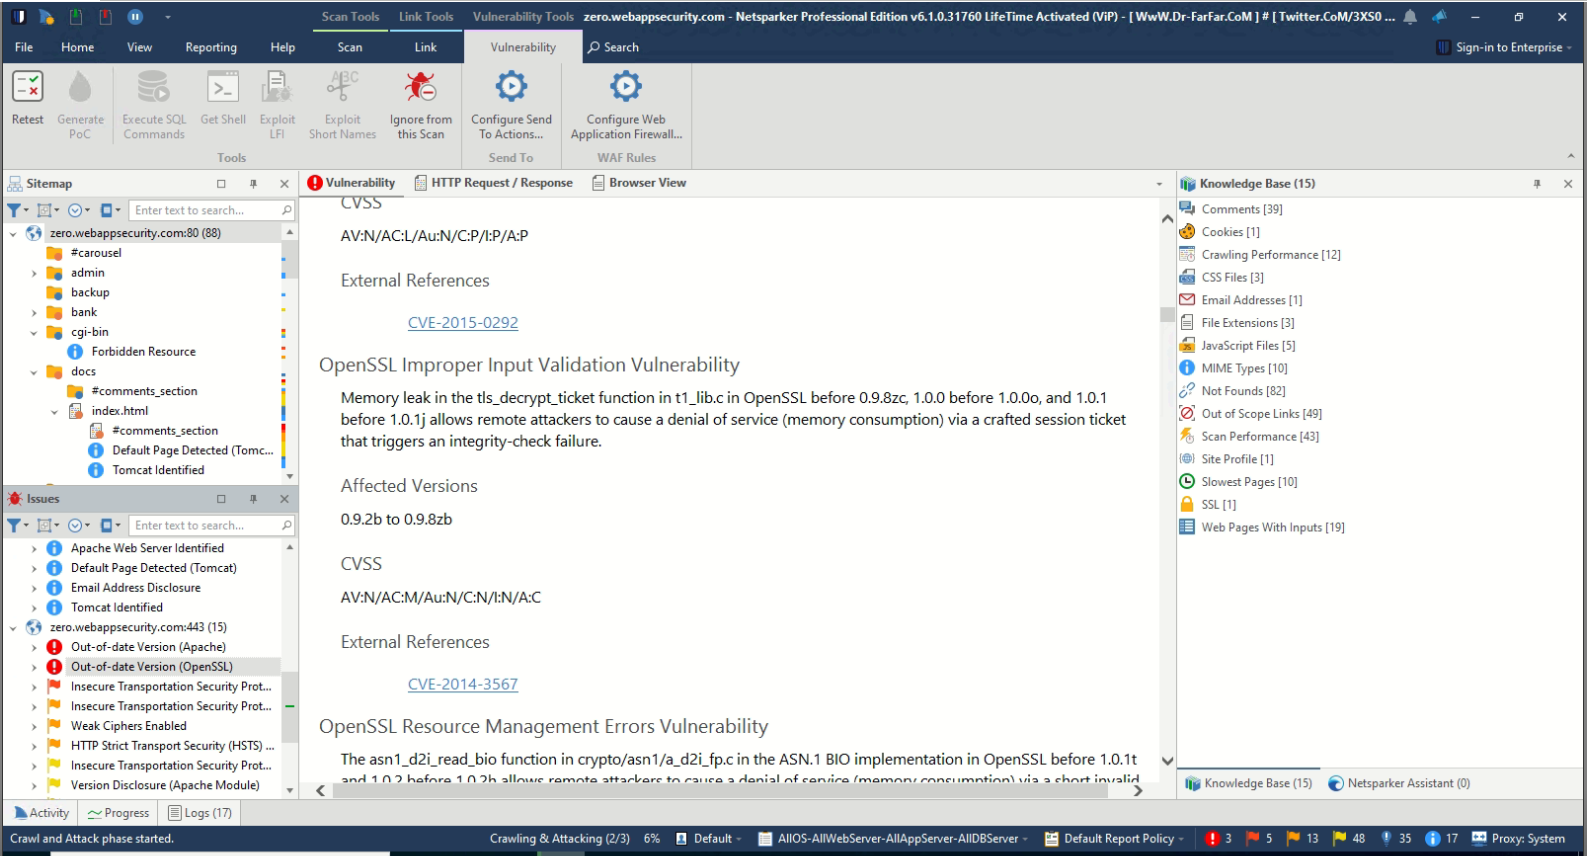 Scan Tools
Link Tools
Vulnerability Tools
zero.webappsecurity.com - Netsparker Professional Edition v6.1.0.31760 LifeTime Activated (ViP) - [ WwW.Dr-FarFar.CoM ] # [ Twitter.CoM/3XS0 ...
File
Home
View
Reporting
Help
Scan
Link
Vulnerability
Search
Sign-in to Enterprise
Retest
Generate
PoC
Execute SQL
Commands
Get Shell
Exploit
LFI
ABC
Exploit
Short Names
Ignore from
this Scan
Configure Send
To Actions...
Configure Web
Application Firewall...
Tools
Send To
WAF Rules
Sitemap
Enter text to search...
zero.webappsecurity.com:80 (88)
#carousel
admin
backup
bank
cgi-bin
Forbidden Resource
docs
#comments_section
index.html
#comments_section
Default Page Detected (Tomc...
Tomcat Identified
Issues
Enter text to search...
Apache Web Server Identified
Default Page Detected (Tomcat)
Email Address Disclosure
Tomcat Identified
zero.webappsecurity.com:443 (15)
Out-of-date Version (Apache)
Out-of-date Version (OpenSSL)
Insecure Transportation Security Prot...
Insecure Transportation Security Prot...
Weak Ciphers Enabled
HTTP Strict Transport Security (HSTS) ...
Insecure Transportation Security Prot...
Version Disclosure (Apache Module)
Vulnerability
HTTP Request / Response
Browser View
CVSS
AV:N/AC:L/Au:N/C:P/I:P/A:P
External References
CVE-2015-0292
OpenSSL Improper Input Validation Vulnerability
Memory leak in the tls_decrypt_ticket function in t1_lib.c in OpenSSL before 0.9.8zc, 1.0.0 before 1.0.0o, and 1.0.1
before 1.0.1j allows remote attackers to cause a denial of service (memory consumption) via a crafted session ticket
that triggers an integrity-check failure.
Affected Versions
0.9.2b to 0.9.8zb
CVSS
AV:N/AC:M/Au:N/C:N/I:N/A:C
External References
CVE-2014-3567
OpenSSL Resource Management Errors Vulnerability
The asn1_d2i_read_bio function in crypto/asn1/a_d2i_fp.c in the ASN.1 BIO implementation in OpenSSL before 1.0.1t
and 1.0.2 before 1.0.2h allows remote attackers to cause a denial of service (memory consumption) via a short invalid
Knowledge Base (15)
Comments [39]
Cookies [1]
Crawling Performance [12]
CSS Files [3]
Email Addresses [1]
File Extensions [3]
JavaScript Files [5]
MIME Types [10]
Not Founds [82]
Out of Scope Links [49]
Scan Performance [43]
Site Profile [1]
Slowest Pages [10]
SSL [1]
Web Pages With Inputs [19]
Knowledge Base (15)
Netsparker Assistant (0)
Activity
Progress
Logs (17)
Crawl and Attack phase started.
Crawling & Attacking (2/3)
6%
Default
AllOS-AllWebServer-AllAppServer-AllDBServer
Default Report Policy
3
5
13
48
35
17
Proxy: System